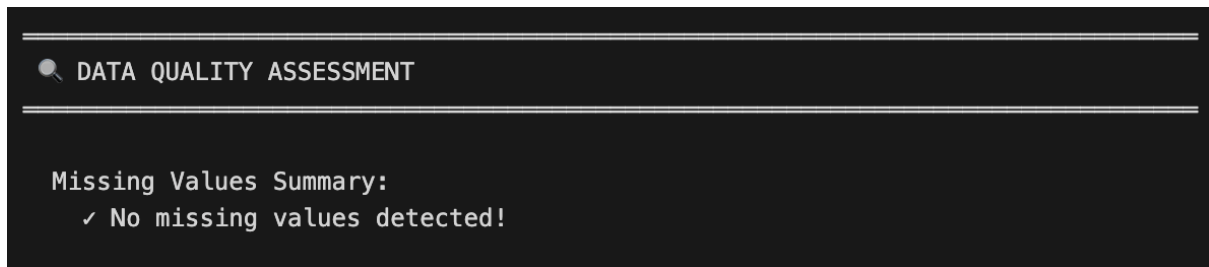 🔍 DATA QUALITY ASSESSMENT
Missing Values Summary:
✓ No missing values detected!